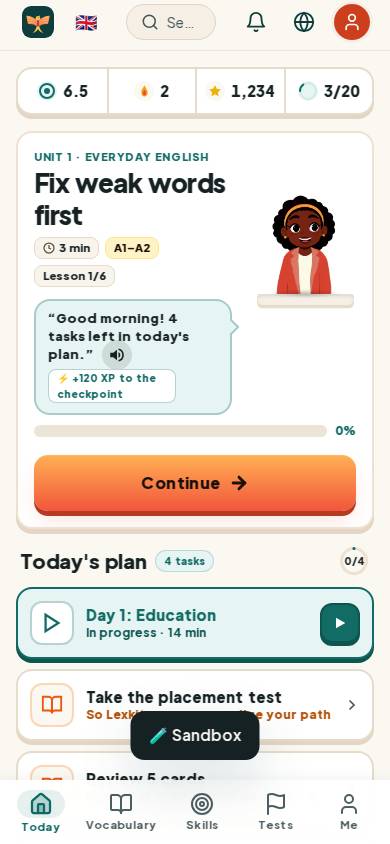 Se...
6.5
2
1,234
3/20
UNIT 1 · EVERYDAY ENGLISH
Fix weak words
first
3 min
A1–A2
Lesson 1/6
“Good morning! 4
tasks left in today's
plan.”
⚡ +120 XP to the
checkpoint
0%
Continue →
Today's plan
4 tasks
0/4
Day 1: Education
In progress · 14 min
Take the placement test
So Lexi
e your path
🧪 Sandbox
Review 5 cards
Today
Vocabulary
Skills
Tests
Me